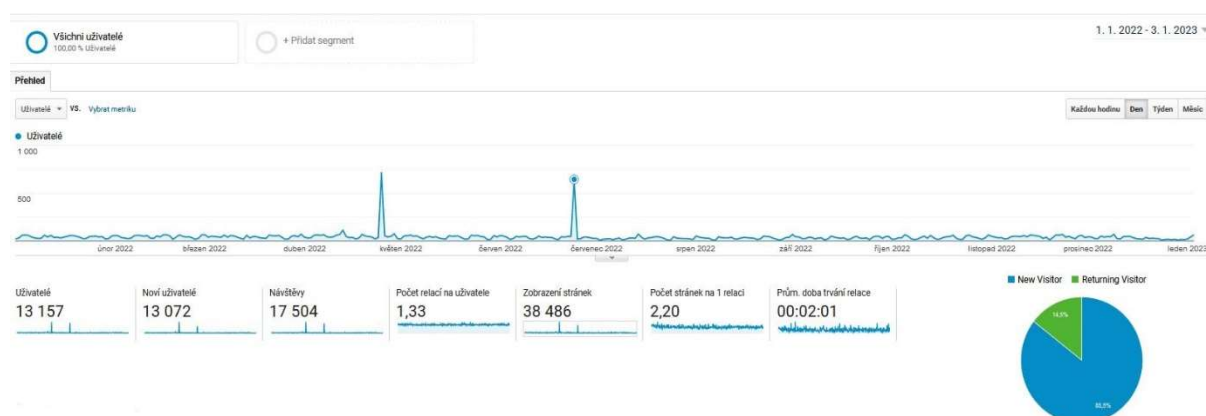 Všichni uživatelé
100,00 % Uživatelé
+ Přidat segment
1. 1. 2022 - 3. 1. 2023
Přehled
Uživatelé VS. Vybrat metriku
Každou hodinu Den Týden Měsíc
Uživatelé
1 000
500
únor 2022 březen 2022 duben 2022 květen 2022 červen 2022 červenec 2022 srpen 2022 září 2022 říjen 2022 listopad 2022 prosinec 2022 leden 2023
New Visitor Returning Visitor
Uživatelé Noví uživatelé Návštěvy Počet relací na uživatele Zobrazení stránek Počet stránek na 1 relaci Prům. doba trvání relace
13 157 13 072 17 504 1,33 38 486 2,20 00:02:01